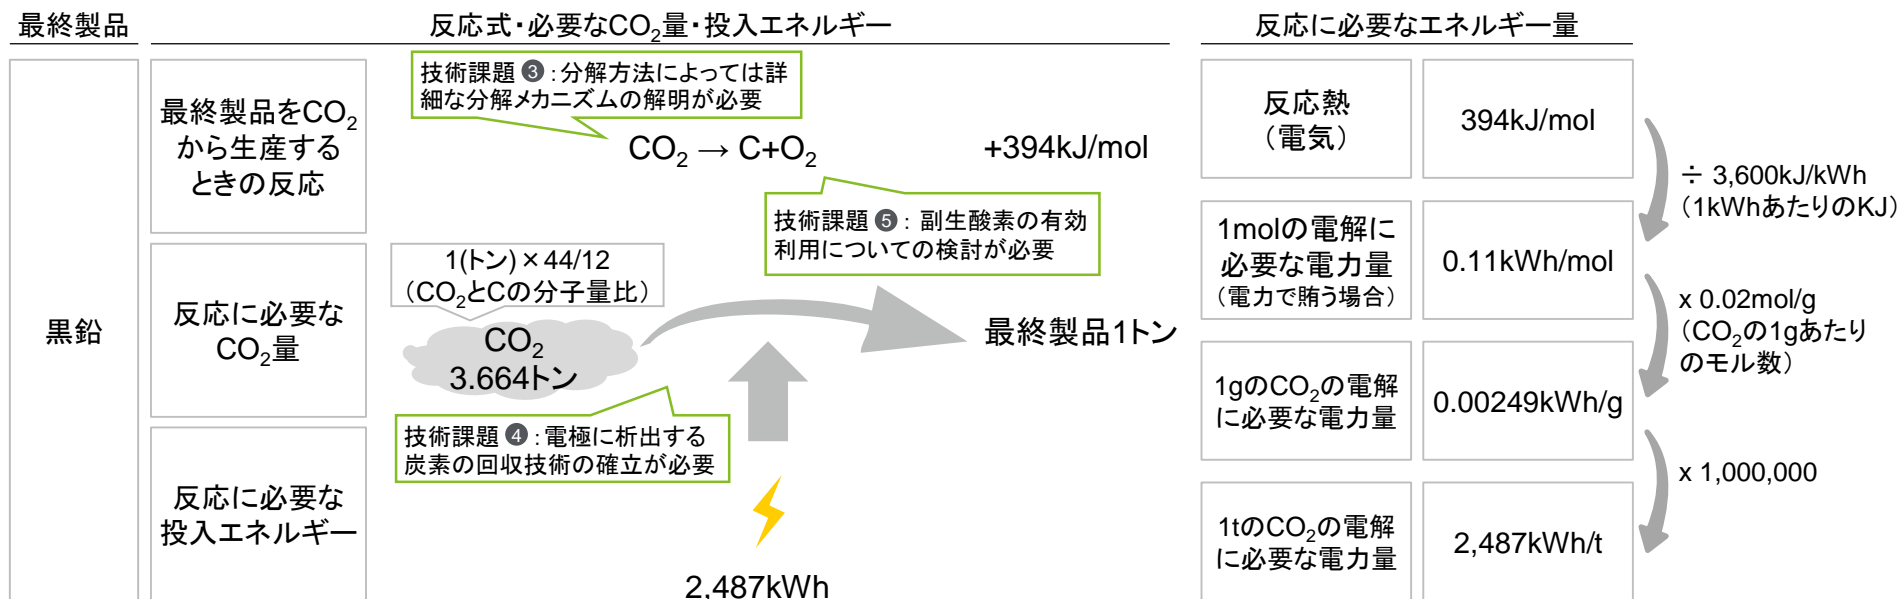 最終製品
反応式・必要なCO₂量・投入エネルギー
反応に必要なエネルギー量
黒鉛
最終製品をCO₂
から生産する
ときの反応
技術課題 ❸：分解方法によっては詳
細な分解メカニズムの解明が必要
CO₂ → C+O₂
+394kJ/mol
技術課題 ❺： 副生酸素の有効
利用についての検討が必要
反応に必要な
CO₂量
1(トン)×44/12
（CO₂とCの分子量比）
CO₂
3.664トン
最終製品1トン
技術課題 ❹：電極に析出する
炭素の回収技術の確立が必要
反応に必要な
投入エネルギー
2,487kWh
反応熱
（電気）
394kJ/mol
÷ 3,600kJ/kWh
（1kWhあたりのKJ）
1molの電解に
必要な電力量
（電力で賄う場合）
0.11kWh/mol
x 0.02mol/g
（CO₂の1gあたり
のモル数）
1gのCO₂の電解
に必要な電力量
0.00249kWh/g
x 1,000,000
1tのCO₂の電解
に必要な電力量
2,487kWh/t